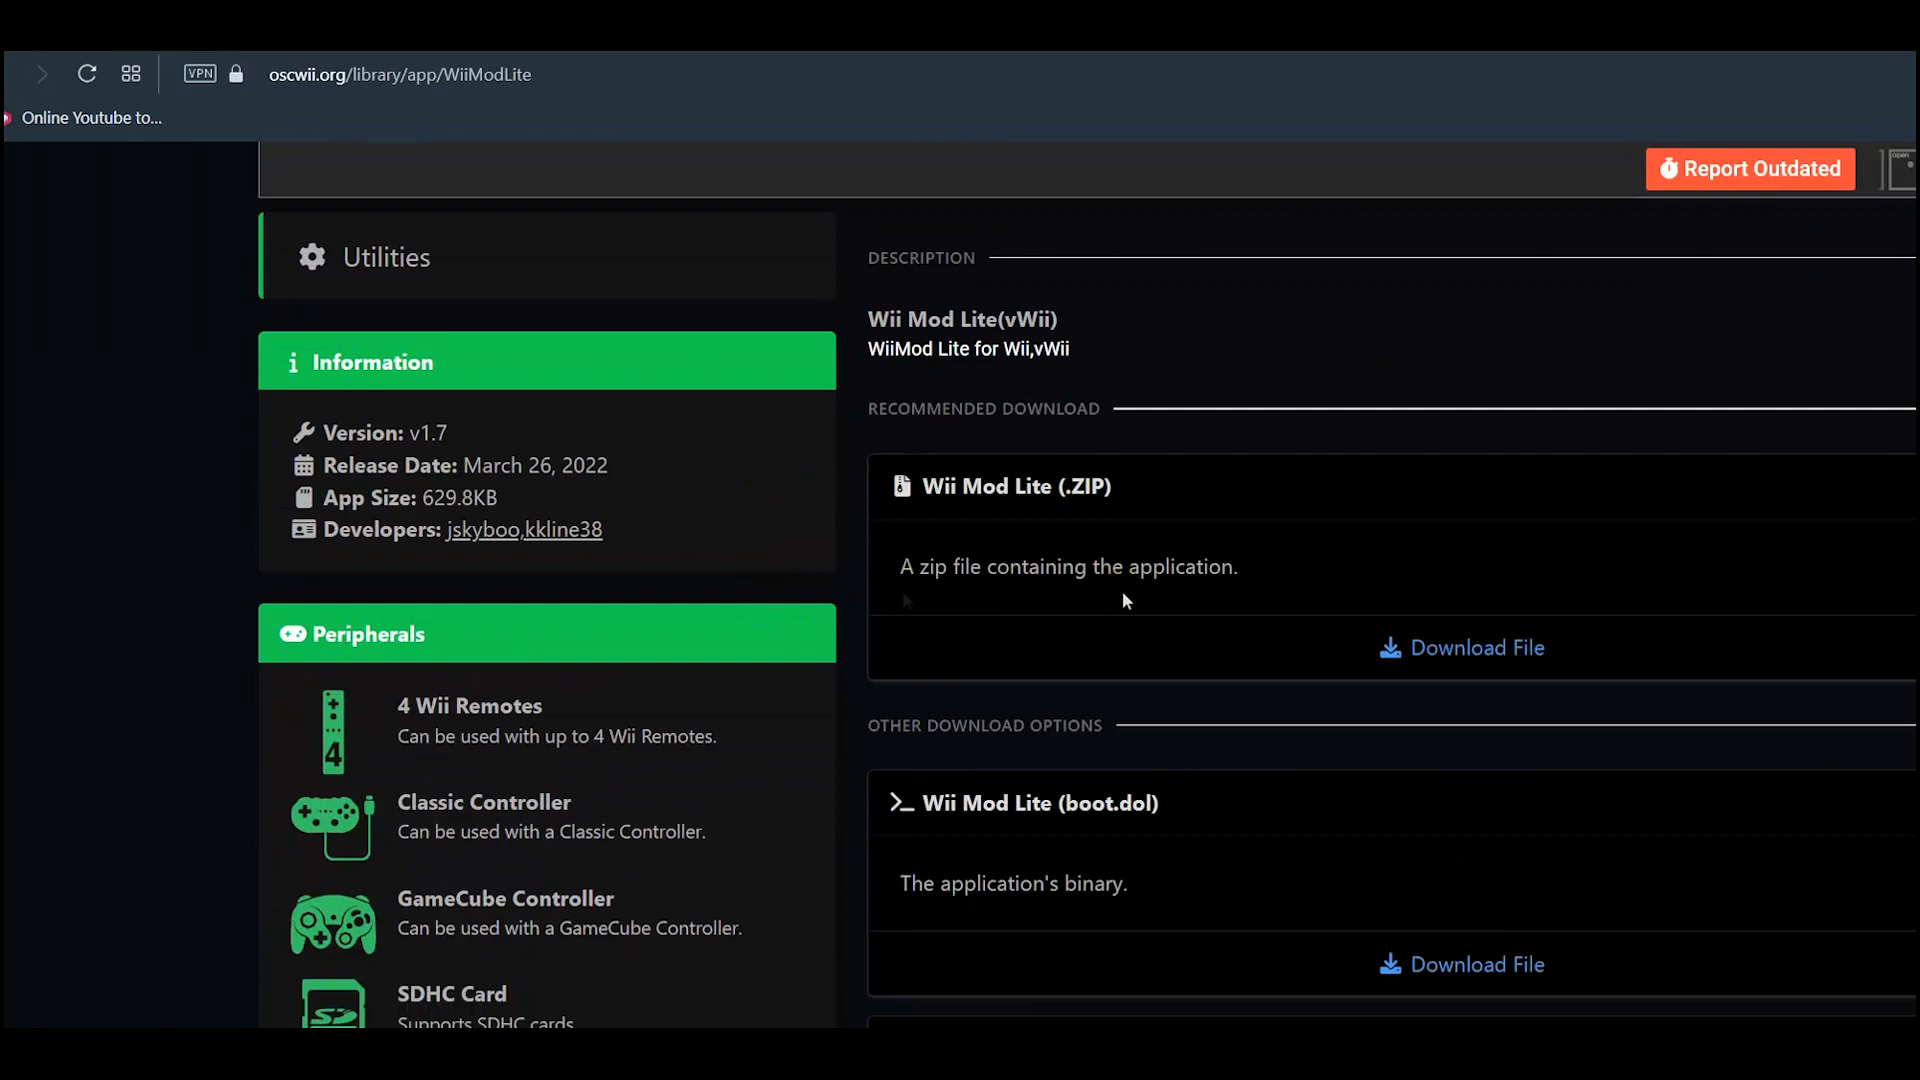 VPN
oscwii.org/library/app/WiiModLite
Online Youtube to...
Report Outdated
open
Utilities
Information
Version: v1.7
Release Date: March 26, 2022
App Size: 629.8KB
Developers: jskyboo,kkline38
Peripherals
4
4 Wii Remotes
Can be used with up to 4 Wii Remotes.
Classic Controller
Can be used with a Classic Controller.
GameCube Controller
Can be used with a GameCube Controller.
SDHC Card
Supports SDHC cards
DESCRIPTION
Wii Mod Lite(vWii)
WiiMod Lite for Wii,vWii
RECOMMENDED DOWNLOAD
Wii Mod Lite (.ZIP)
A zip file containing the application.
Download File
OTHER DOWNLOAD OPTIONS
Wii Mod Lite (boot.dol)
The application's binary.
Download File